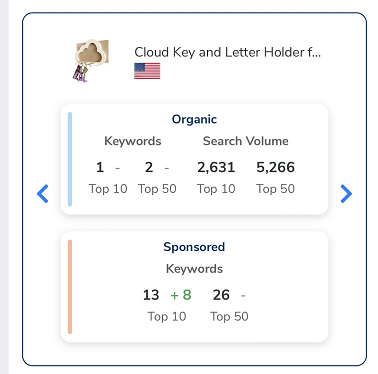 Cloud Key and Letter Holder f...
Organic
Keywords Search Volume
1 - 2 - 2,631 5,266
Top 10 Top 50 Top 10 Top 50
Sponsored
Keywords
13 + 8 26 -
Top 10 Top 50